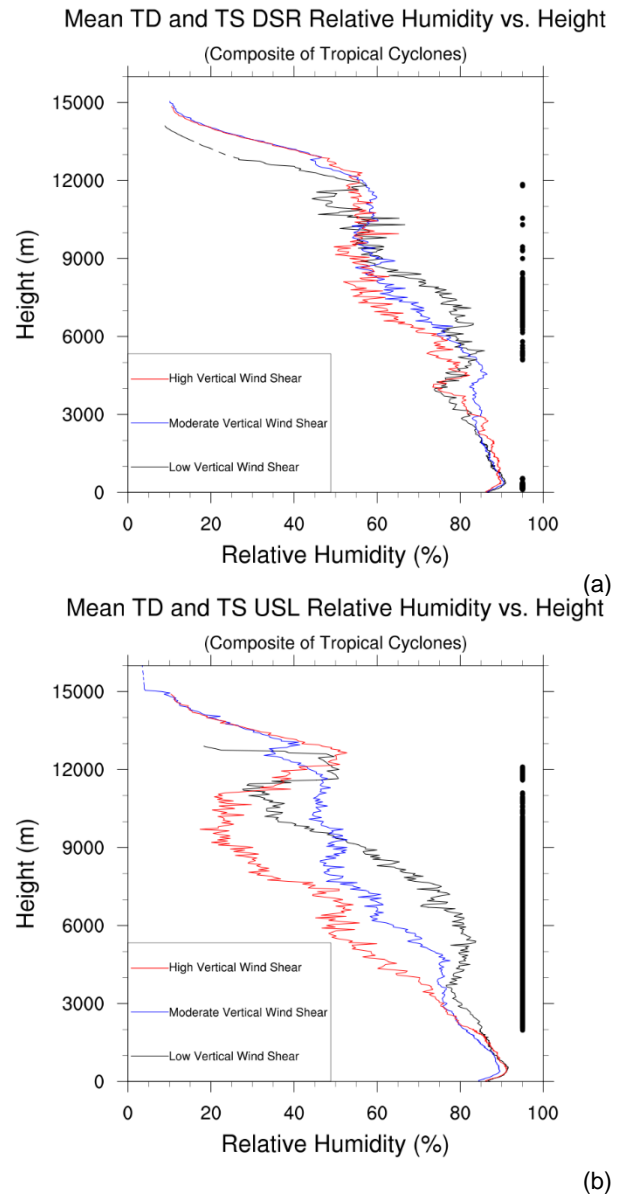 Mean TD and TS DSR Relative Humidity vs. Height
(Composite of Tropical Cyclones)
15000
12000
9000
6000
3000
0
Height (m)
High Vertical Wind Shear
Moderate Vertical Wind Shear
Low Vertical Wind Shear
0 20 40 60 80 100
Relative Humidity (%)
(a)
Mean TD and TS USL Relative Humidity vs. Height
(Composite of Tropical Cyclones)
15000
12000
9000
6000
3000
0
Height (m)
High Vertical Wind Shear
Moderate Vertical Wind Shear
Low Vertical Wind Shear
0 20 40 60 80 100
Relative Humidity (%)
(b)